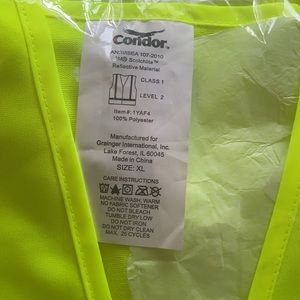 Condor.
ANSI/ISEA 107-2010
3M® Scotchlite™
Reflective Material
CLASS 1
LEVEL 2
Item#: 1YAF4
100% Polyester
Manufactured for
Grainger International, Inc.
Lake Forest, IL 60045
Made in China
SIZE: XL
CARE INSTRUCTIONS
MACHINE WASH, WARM
NO FABRIC SOFTENER
DO NOT BLEACH
TUMBLE DRY LOW
DO NOT IRON
DO NOT DRY CLEAN
MAX. 25 CYCLES